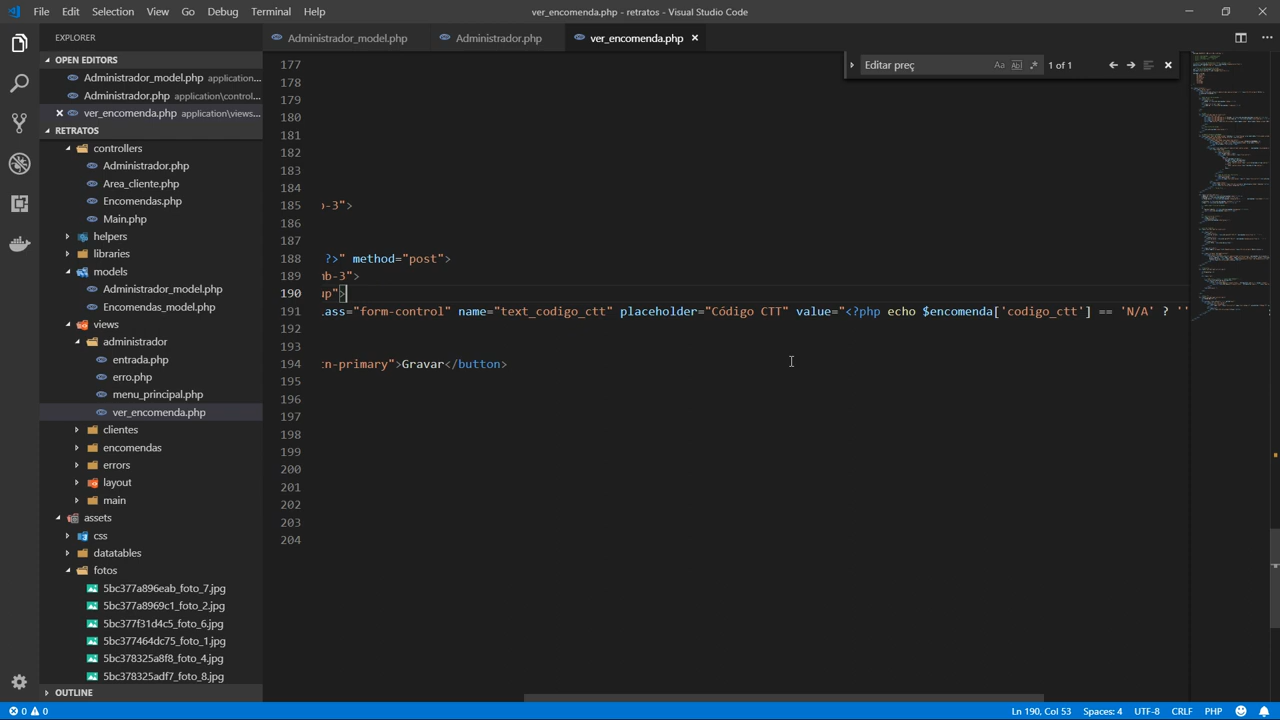 File Edit Selection View Go Debug Terminal Help
ver_encomenda.php - retratos - Visual Studio Code
EXPLORER
Administrador_model.php Administrador.php ver_encomenda.php ×
OPEN EDITORS
Administrador_model.php application...
Administrador.php application\control...
× ver_encomenda.php application\views...
RETRATOS
controllers
Administrador.php
Area_cliente.php
Encomendas.php
Main.php
helpers
libraries
models
Administrador_model.php
Encomendas_model.php
views
administrador
entrada.php
erro.php
menu_principal.php
ver_encomenda.php
clientes
encomendas
errors
layout
main
assets
css
datatables
fotos
5bc377a896eab_foto_7.jpg
5bc377a8969c1_foto_2.jpg
5bc377f31d4c5_foto_6.jpg
5bc377464dc75_foto_1.jpg
5bc378325a8f8_foto_4.jpg
5bc378325adf7_foto_8.jpg
OUTLINE
Editar preç Aa Ab| .* 1 of 1
177
178
179
180
181
182
183
184
185 b-3">
186
187
188 ?>" method="post">
189 mb-3">
190 up">
191 lass="form-control" name="text_codigo_ctt" placeholder="Código CTT" value="<?php echo $encomenda['codigo_ctt'] == 'N/A' ? ''
192
193
194 tn-primary">Gravar</button>
195
196
197
198
199
200
201
202
203
204
0 0 Ln 190, Col 53 Spaces: 4 UTF-8 CRLF PHP